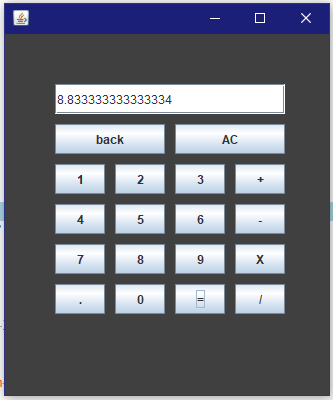 8.833333333333334
back AC
1 2 3 +
4 5 6 -
7 8 9 X
. 0 = /